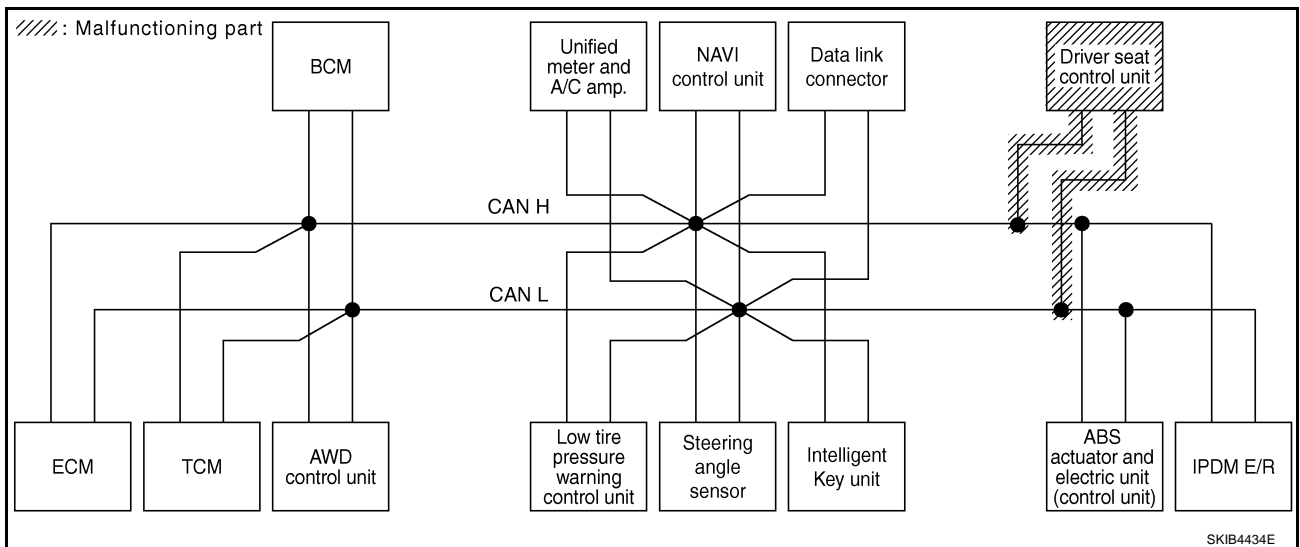 : Malfunctioning part
BCM
Unified
meter and
A/C amp.
NAVI
control unit
Data link
connector
Driver seat
control unit
CAN H
CAN L
ECM
TCM
AWD
control unit
Low tire
pressure
warning
control unit
Steering
angle
sensor
Intelligent
Key unit
ABS
actuator and
electric unit
(control unit)
IPDM E/R
SKIB4434E